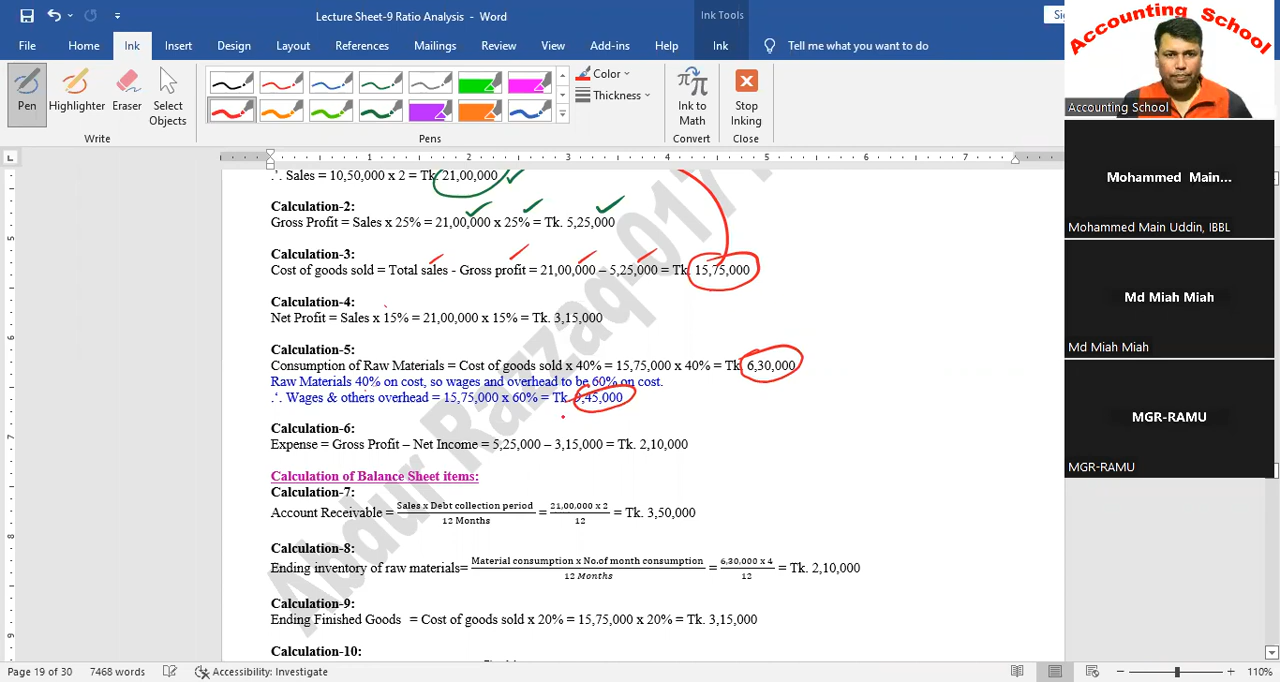 Lecture Sheet-9 Ratio Analysis - Word
Ink Tools
File Home Ink Insert Design Layout References Mailings Review View Add-ins Help Ink Tell me what you want to do
Accounting School
Accounting School
Pen Highlighter Eraser Select Objects
Write
Pens
Color
Thickness
Ink to Math
Convert
Stop Inking
Close
Mohammed Main...
Mohammed Main Uddin, IBBL
Md Miah Miah
Md Miah Miah
MGR-RAMU
MGR-RAMU
1 2 3 4 5 6 7
∴ Sales = 10,50,000 x 2 = Tk. 21,00,000
Calculation-2:
Gross Profit = Sales x 25% = 21,00,000 x 25% = Tk. 5,25,000
Calculation-3:
Cost of goods sold = Total sales - Gross profit = 21,00,000 – 5,25,000 = Tk. 15,75,000
Calculation-4:
Net Profit = Sales x 15% = 21,00,000 x 15% = Tk. 3,15,000
Calculation-5:
Consumption of Raw Materials = Cost of goods sold x 40% = 15,75,000 x 40% = Tk 6,30,000
Raw Materials 40% on cost, so wages and overhead to be 60% on cost.
∴ Wages & others overhead = 15,75,000 x 60% = Tk. 9,45,000
Calculation-6:
Expense = Gross Profit – Net Income = 5,25,000 – 3,15,000 = Tk. 2,10,000
Calculation of Balance Sheet items:
Calculation-7:
Account Receivable = Sales x Debt collection period / 12 Months = 21,00,000 x 2 / 12 = Tk. 3,50,000
Calculation-8:
Ending inventory of raw materials= Material consumption x No.of month consumption / 12 Months = 6,30,000 x 4 / 12 = Tk. 2,10,000
Calculation-9:
Ending Finished Goods = Cost of goods sold x 20% = 15,75,000 x 20% = Tk. 3,15,000
Calculation-10:
Abdur Razzaq-0171
Page 19 of 30 7468 words Accessibility: Investigate 110%